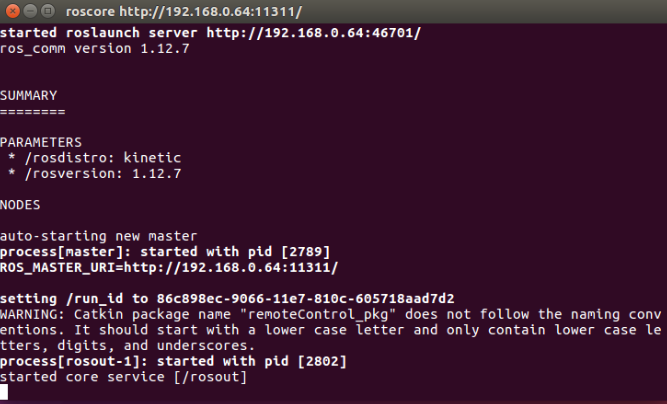 roscore http://192.168.0.64:11311/
started roslaunch server http://192.168.0.64:46701/
ros_comm version 1.12.7
SUMMARY
========
PARAMETERS
 * /rosdistro: kinetic
 * /rosversion: 1.12.7
NODES
auto-starting new master
process[master]: started with pid [2789]
ROS_MASTER_URI=http://192.168.0.64:11311/
setting /run_id to 86c898ec-9066-11e7-810c-605718aad7d2
WARNING: Catkin package name "remoteControl_pkg" does not follow the naming conv
entions. It should start with a lower case letter and only contain lower case le
tters, digits, and underscores.
process[rosout-1]: started with pid [2802]
started core service [/rosout]